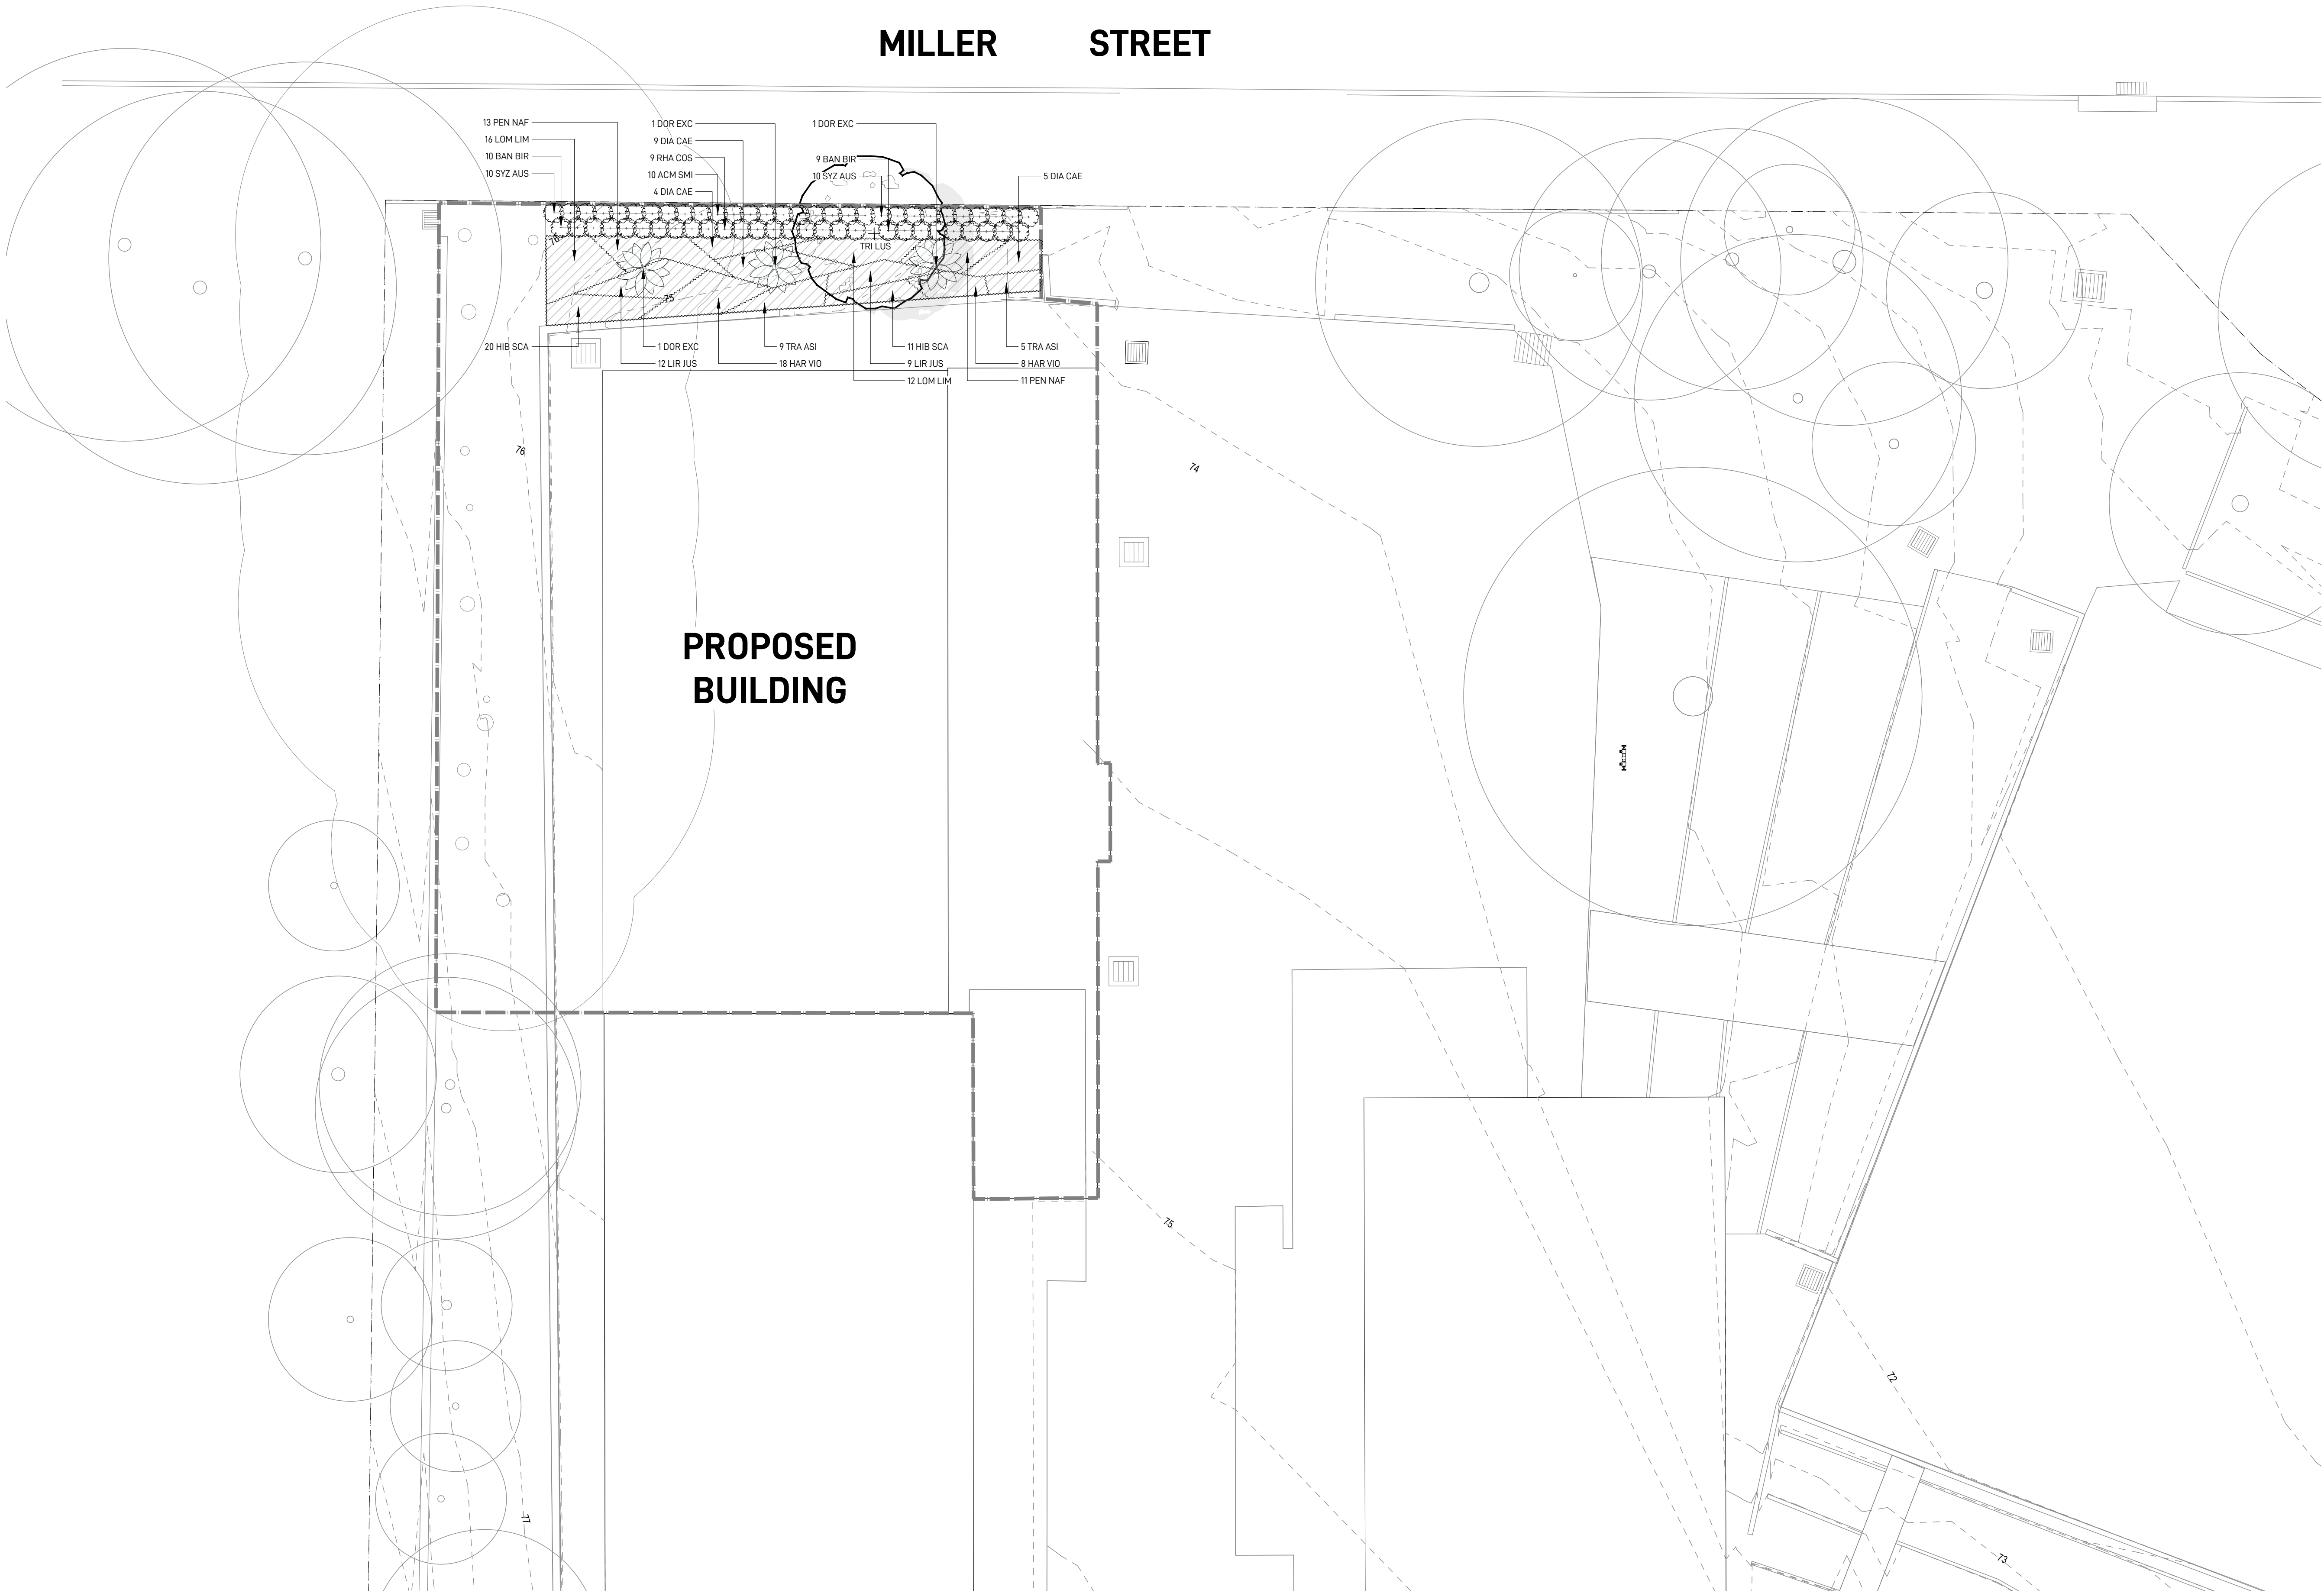 MILLER STREET
13 PEN NAF
16 LOM LIM
10 BAN BIR
10 SYZ AUS
1 DOR EXC
9 DIA CAE
9 RHA COS
10 ACM SMI
4 DIA CAE
1 DOR EXC
9 BAN BIR
10 SYZ AUS
5 DIA CAE
76
TRI LUS
75
20 HIB SCA
1 DOR EXC
12 LIR JUS
9 TRA ASI
18 HAR VIO
11 HIB SCA
9 LIR JUS
12 LOM LIM
5 TRA ASI
8 HAR VIO
11 PEN NAF
76
74
PROPOSED
BUILDING
75
72
77
73